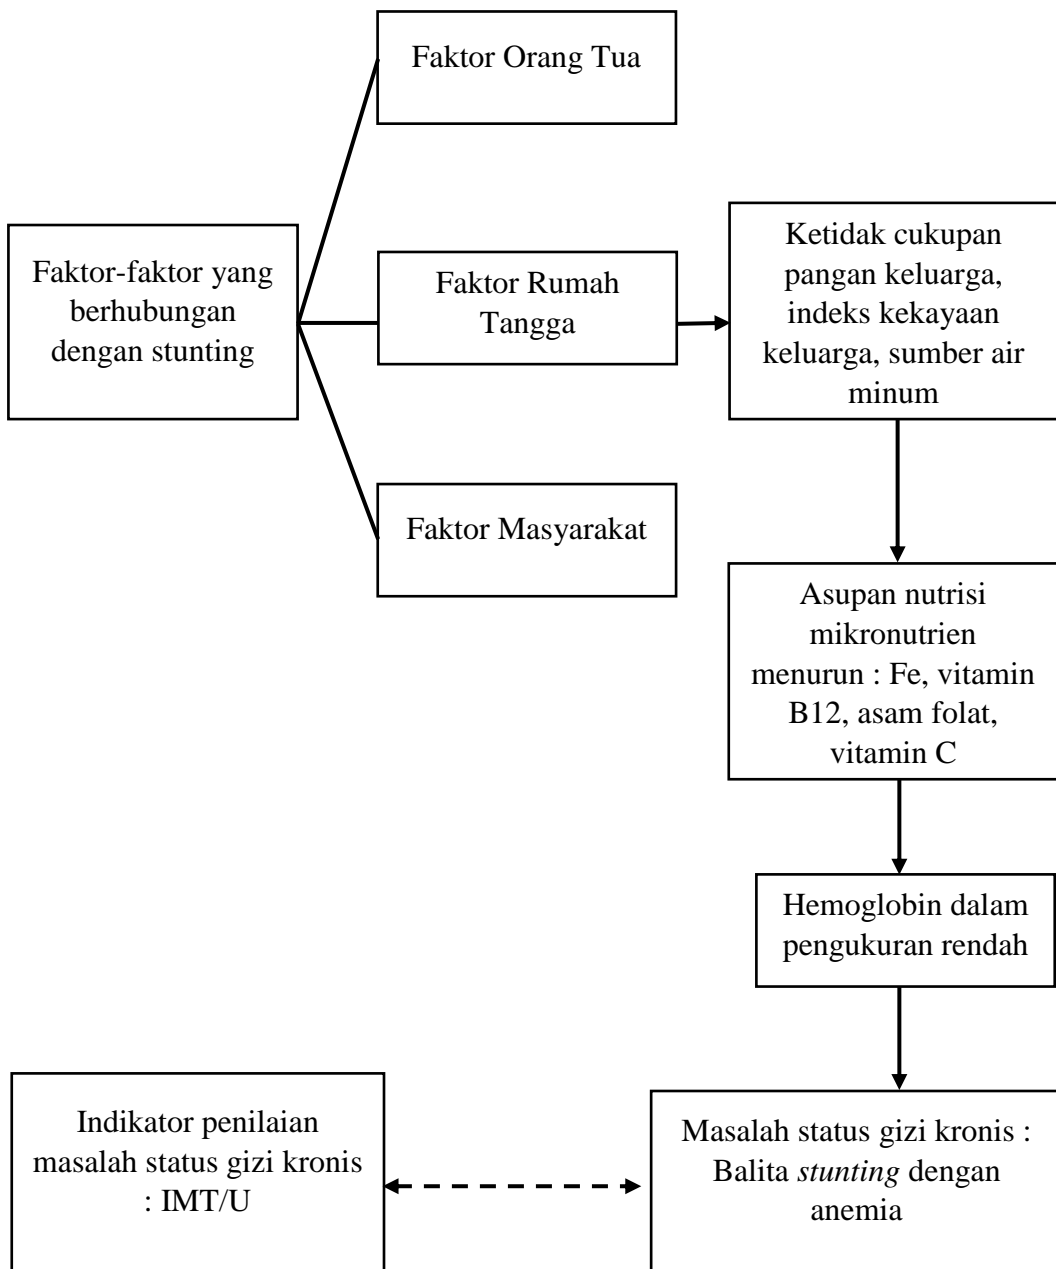 Faktor Orang Tua
Faktor-faktor yang
berhubungan
dengan stunting
Faktor Rumah
Tangga
Ketidak cukupan
pangan keluarga,
indeks kekayaan
keluarga, sumber air
minum
Faktor Masyarakat
Asupan nutrisi
mikronutrien
menurun : Fe, vitamin
B12, asam folat,
vitamin C
Hemoglobin dalam
pengukuran rendah
Indikator penilaian
masalah status gizi kronis
: IMT/U
Masalah status gizi kronis :
Balita stunting dengan
anemia